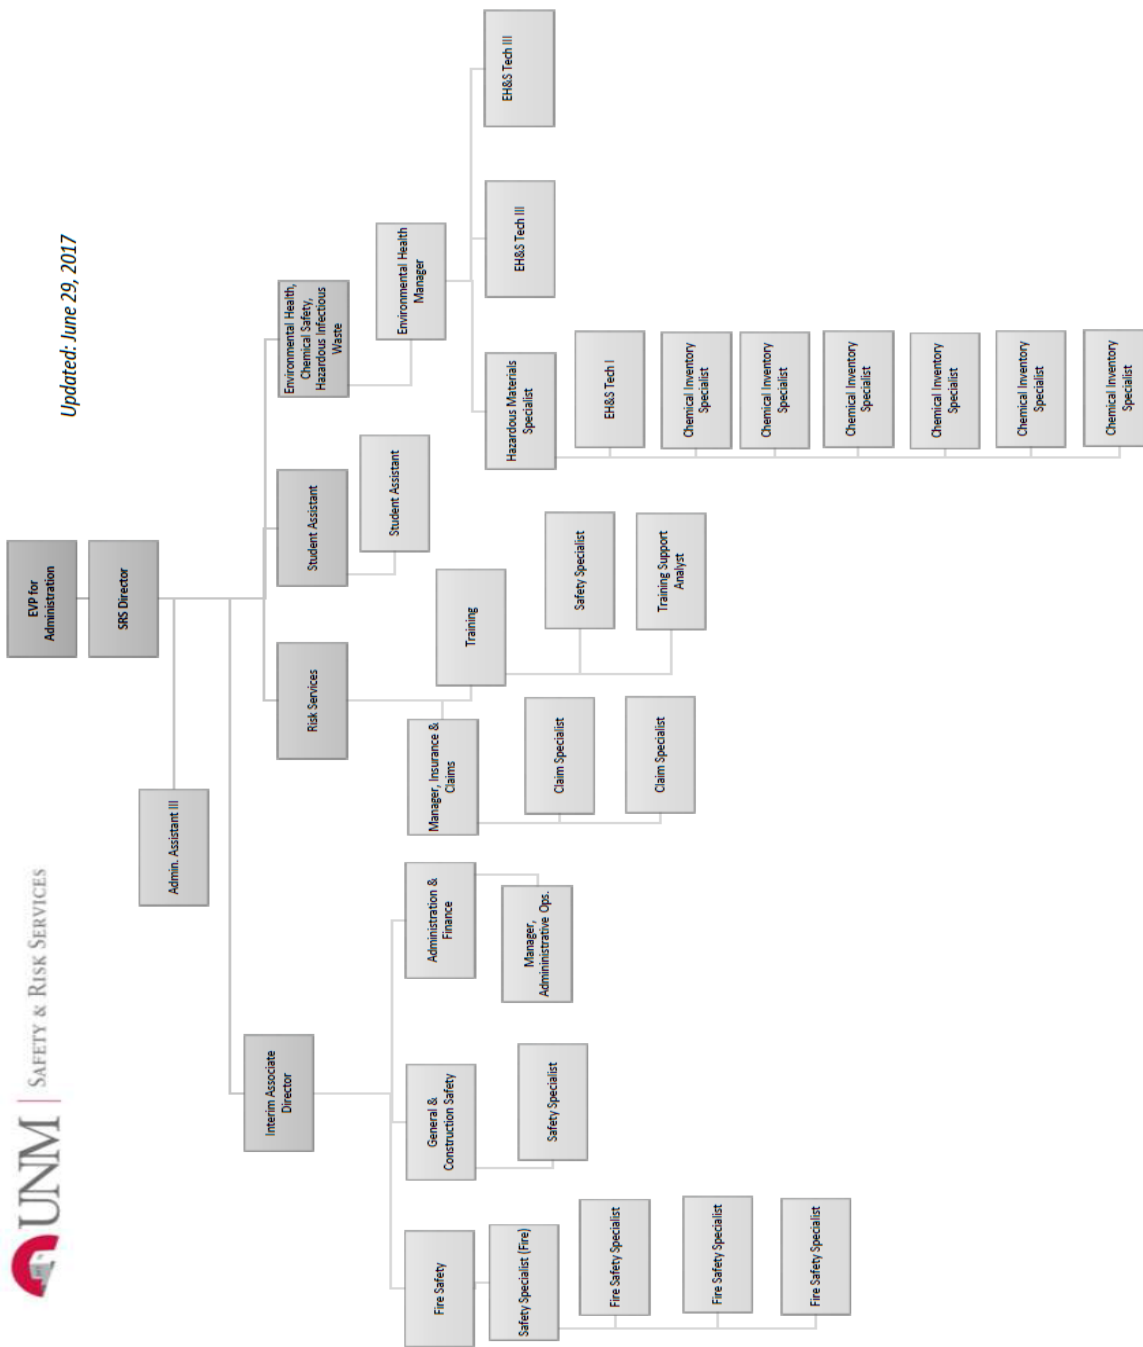 UNM | SAFETY & RISK SERVICES
Updated: June 29, 2017
EVP for
Administration
SRS Director
Admin. Assistant III
Interim Associate
Director
Risk Services
Student Assistant
Environmental Health,
Chemical Safety,
Hazardous Infectious
Waste
Student Assistant
Environmental Health
Manager
Fire Safety
General &
Construction Safety
Administration &
Finance
Manager, Insurance &
Claims
Training
Safety Specialist (Fire)
Fire Safety Specialist
Fire Safety Specialist
Fire Safety Specialist
Safety Specialist
Manager,
Admininistrative Ops.
Claim Specialist
Claim Specialist
Safety Specialist
Training Support
Analyst
Hazardous Materials
Specialist
EH&S Tech III
EH&S Tech III
EH&S Tech I
Chemical Inventory
Specialist
Chemical Inventory
Specialist
Chemical Inventory
Specialist
Chemical Inventory
Specialist
Chemical Inventory
Specialist
Chemical Inventory
Specialist